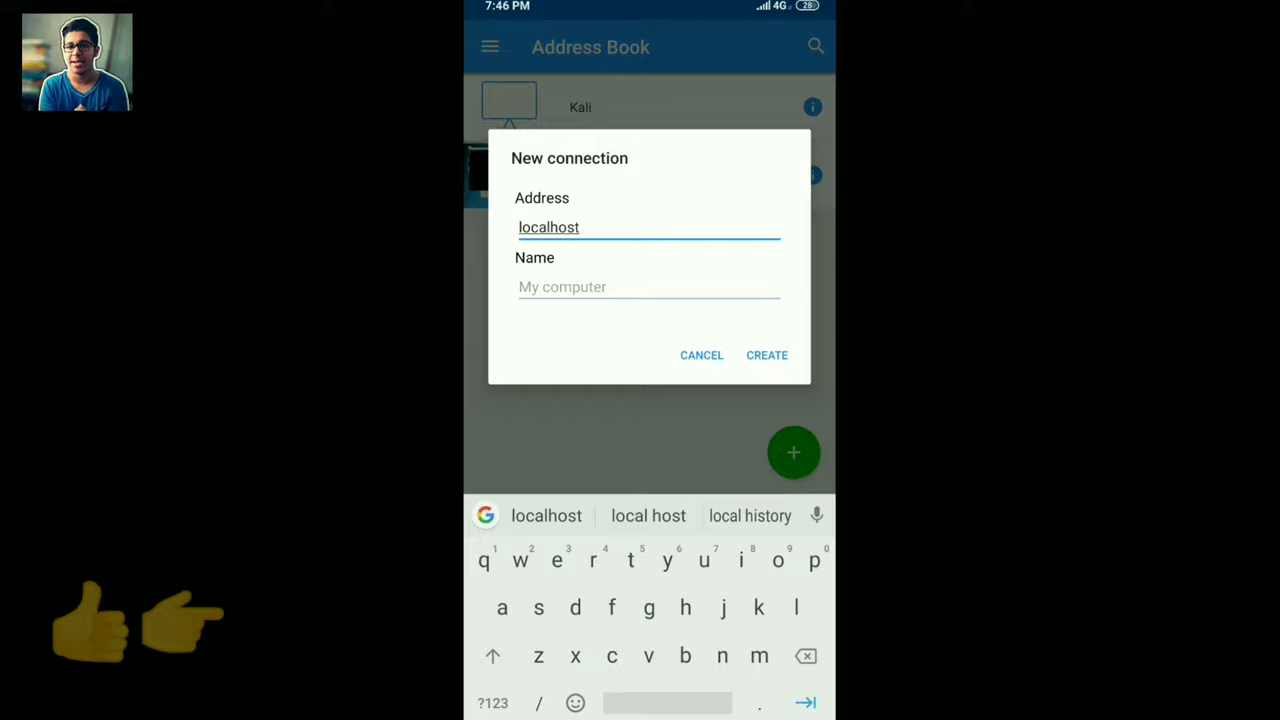 7:46 PM 4G 28
Address Book
Kali
New connection
Address
localhost
Name
My computer
CANCEL CREATE
localhost local host local history
1 2 3 4 5 6 7 8 9 0
q w e r t y u i o p
a s d f g h j k l
z x c v b n m
?123 / .